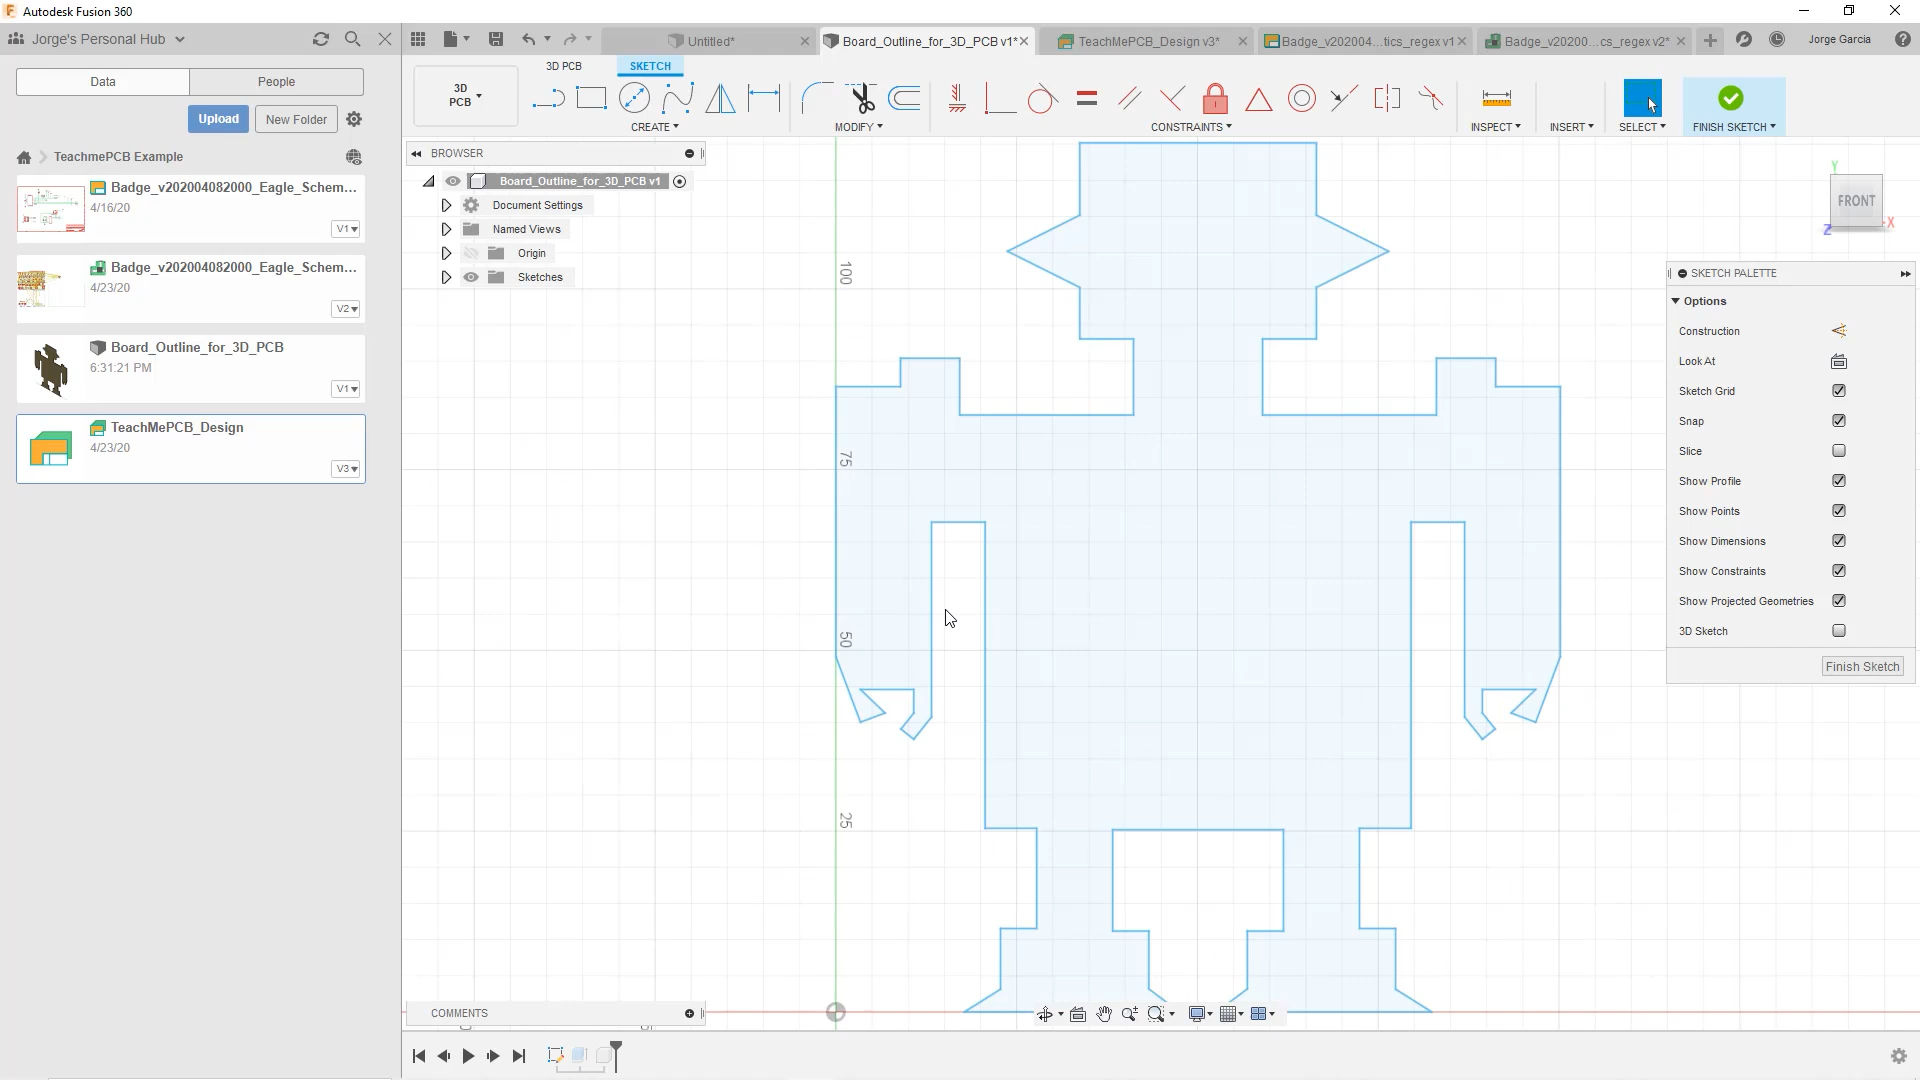 Autodesk Fusion 360
Jorge's Personal Hub
Untitled*
Board_Outline_for_3D_PCB v1*
TeachMePCB_Design v3*
Badge_v202004...tics_regex v1
Badge_v20200...cs_regex v2*
Jorge Garcia
Data
People
3D PCB
SKETCH
3D
PCB
Upload
New Folder
CREATE
MODIFY
CONSTRAINTS
INSPECT
INSERT
SELECT
FINISH SKETCH
TeachmePCB Example
BROWSER
Badge_v202004082000_Eagle_Schem...
4/16/20
V1
Board_Outline_for_3D_PCB v1
Document Settings
Named Views
Origin
Sketches
Badge_v202004082000_Eagle_Schem...
4/23/20
V2
Board_Outline_for_3D_PCB
6:31:21 PM
V1
TeachMePCB_Design
4/23/20
V3
100
75
50
25
Y
FRONT
X
Z
SKETCH PALETTE
Options
Construction
Look At
Sketch Grid
Snap
Slice
Show Profile
Show Points
Show Dimensions
Show Constraints
Show Projected Geometries
3D Sketch
Finish Sketch
COMMENTS